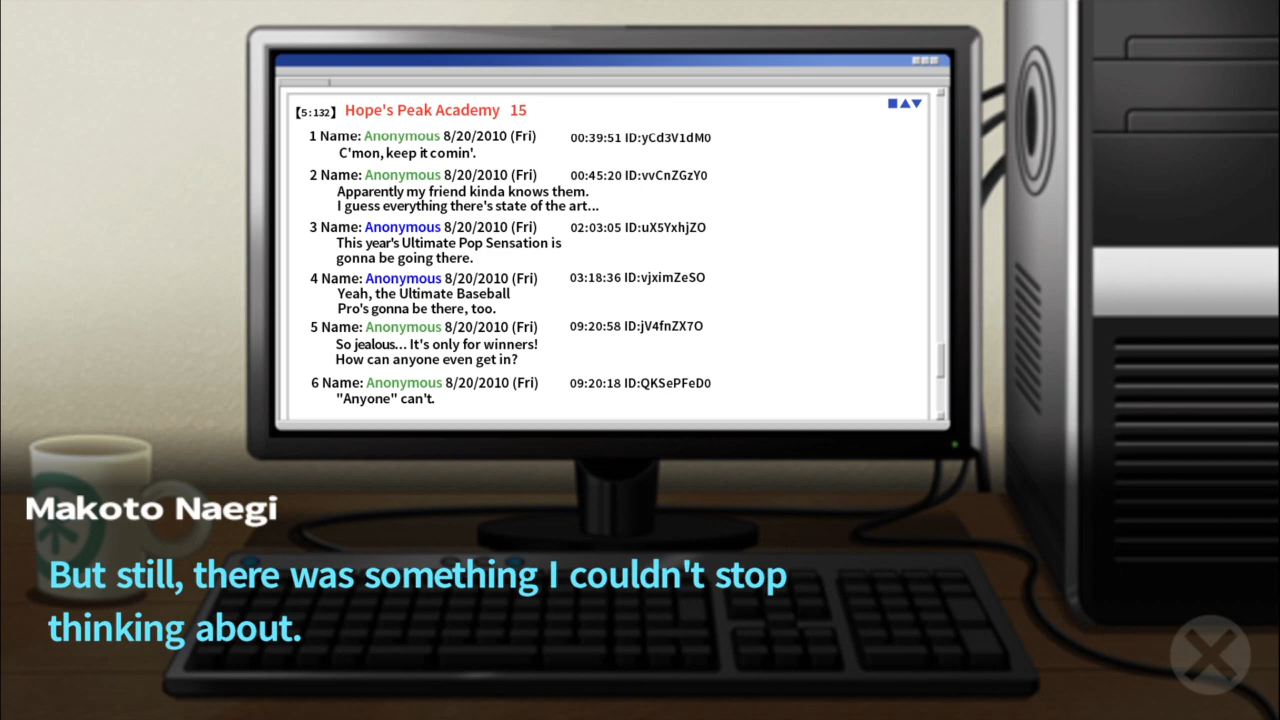 【5:132】 Hope's Peak Academy 15
1 Name: Anonymous 8/20/2010 (Fri) 00:39:51 ID:yCd3V1dM0
C'mon, keep it comin'.
2 Name: Anonymous 8/20/2010 (Fri) 00:45:20 ID:vvCnZGzY0
Apparently my friend kinda knows them.
I guess everything there's state of the art...
3 Name: Anonymous 8/20/2010 (Fri) 02:03:05 ID:uX5YxhjZO
This year's Ultimate Pop Sensation is
gonna be going there.
4 Name: Anonymous 8/20/2010 (Fri) 03:18:36 ID:vjximZeSO
Yeah, the Ultimate Baseball
Pro's gonna be there, too.
5 Name: Anonymous 8/20/2010 (Fri) 09:20:58 ID:jV4fnZX7O
So jealous... It's only for winners!
How can anyone even get in?
6 Name: Anonymous 8/20/2010 (Fri) 09:20:18 ID:QKSePFeD0
"Anyone" can't.
Makoto Naegi
But still, there was something I couldn't stop
thinking about.